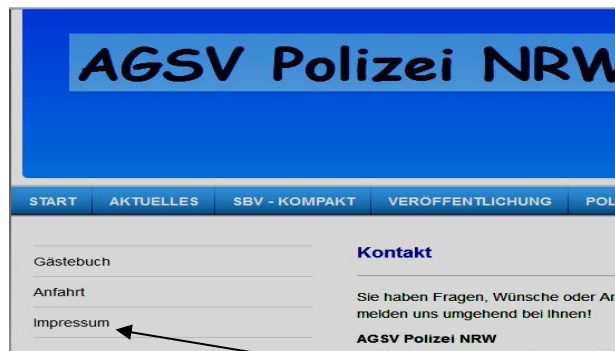 AGSV Polizei NRW
START AKTUELLES SBV - KOMPAKT VERÖFFENTLICHUNG
Gästebuch
Anfahrt
Impressum
Kontakt
Sie haben Fragen, Wünsche oder
melden uns umgehend bei Ihnen!
AGSV Polizei NRW